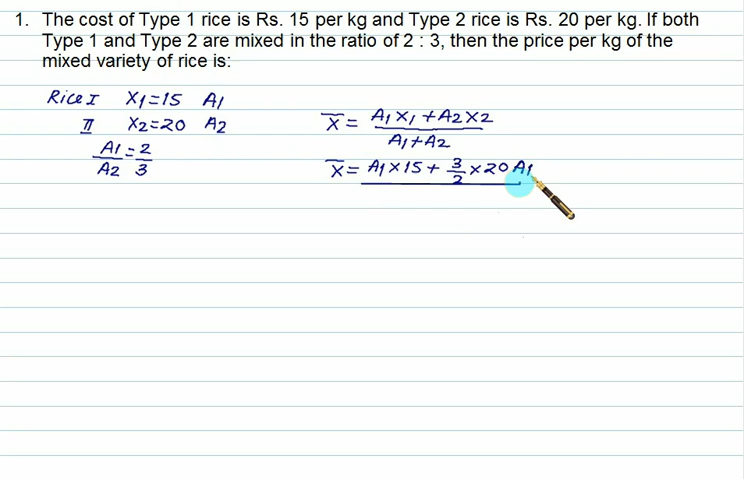 1. The cost of Type 1 rice is Rs. 15 per kg and Type 2 rice is Rs. 20 per kg. If both
Type 1 and Type 2 are mixed in the ratio of 2 : 3, then the price per kg of the
mixed variety of rice is:
Rice I X1=15 A1
II X2=20 A2
A1/A2 = 2/3
X̅ = (A1X1+A2X2)/(A1+A2)
X̅ = A1×15+ 3/2 ×20A1